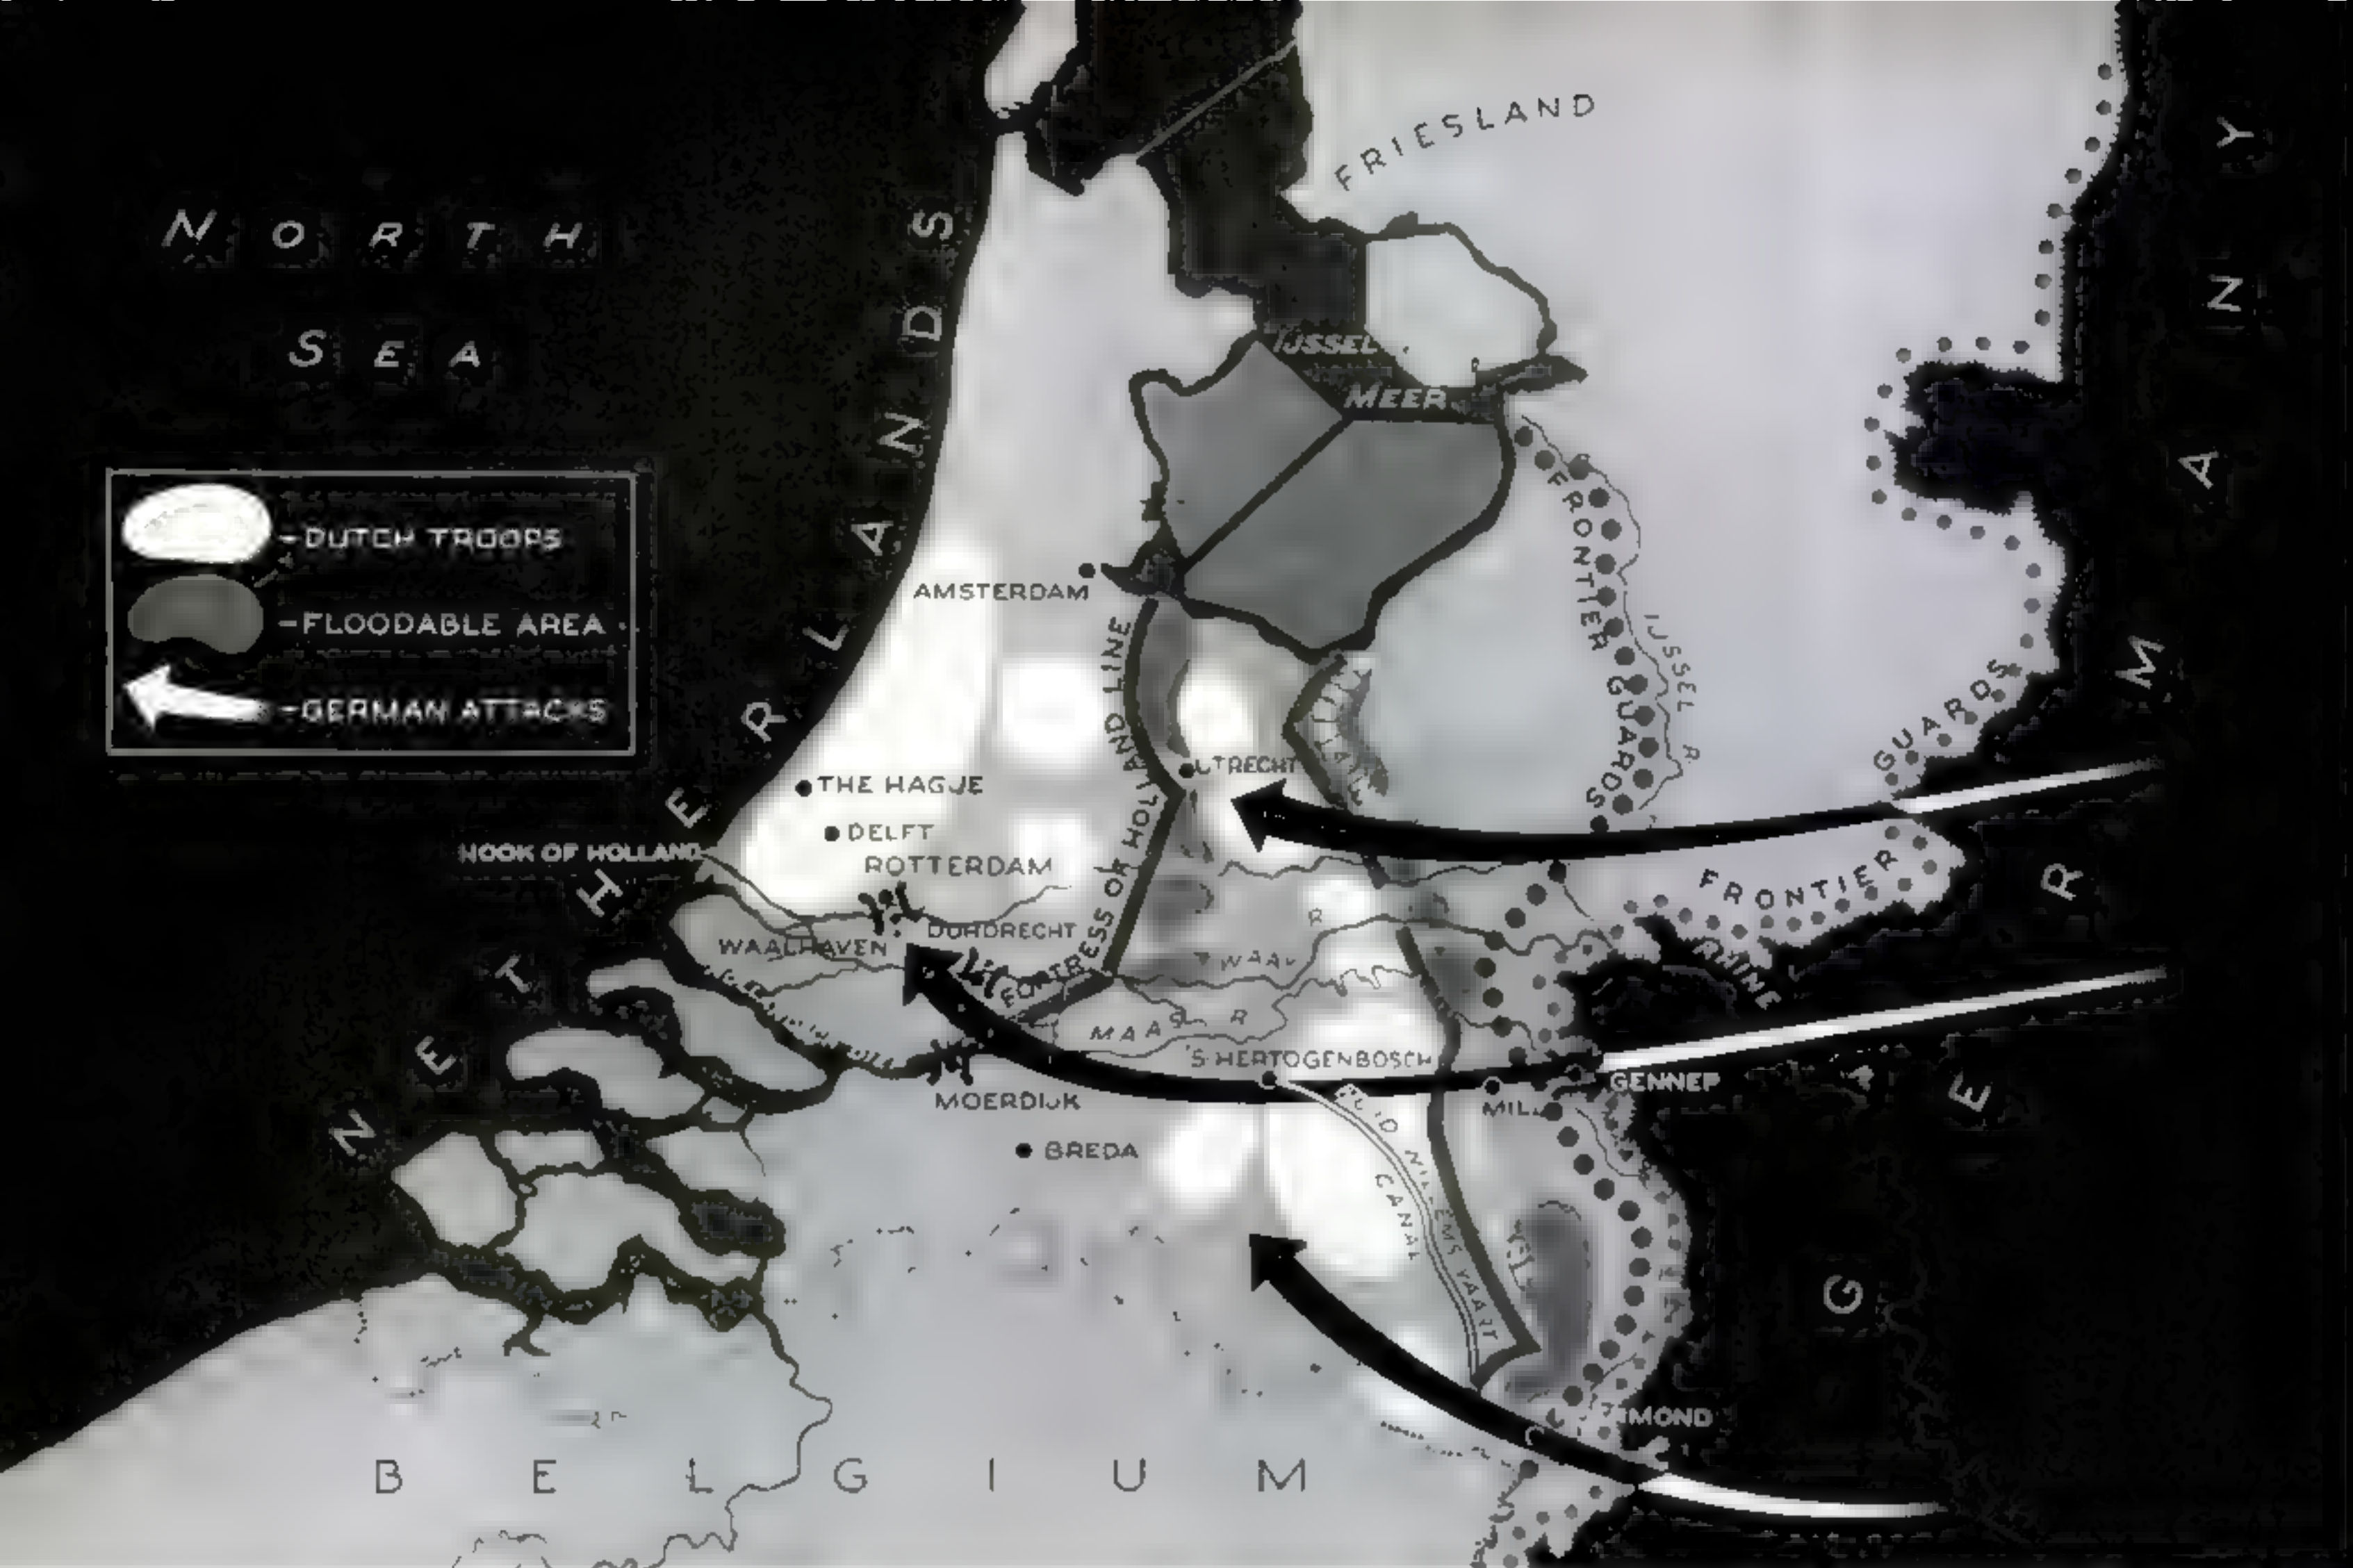 FRIESLAND
NORTH
SEA
NETHERLANDS
GERMANY
IJSSEL
MEER
-DUTCH TROOPS
-FLOODABLE AREA
-GERMAN ATTACKS
AMSTERDAM
FORTRESS OF HOLLAND LINE
FRONTIER GUARDS
IJSSEL R
FRONTIER GUARDS
UTRECHT
THE HAGUE
DELFT
HOOK OF HOLLAND
ROTTERDAM
WAALHAVEN
DORDRECHT
R
WAAL
RHINE
MAAS R
'S HERTOGENBOSCH
GENNEP
MILL
MOERDIJK
BREDA
ZUID WILLEMS VAART
CANAL
PEEL
MOND
BELGIUM